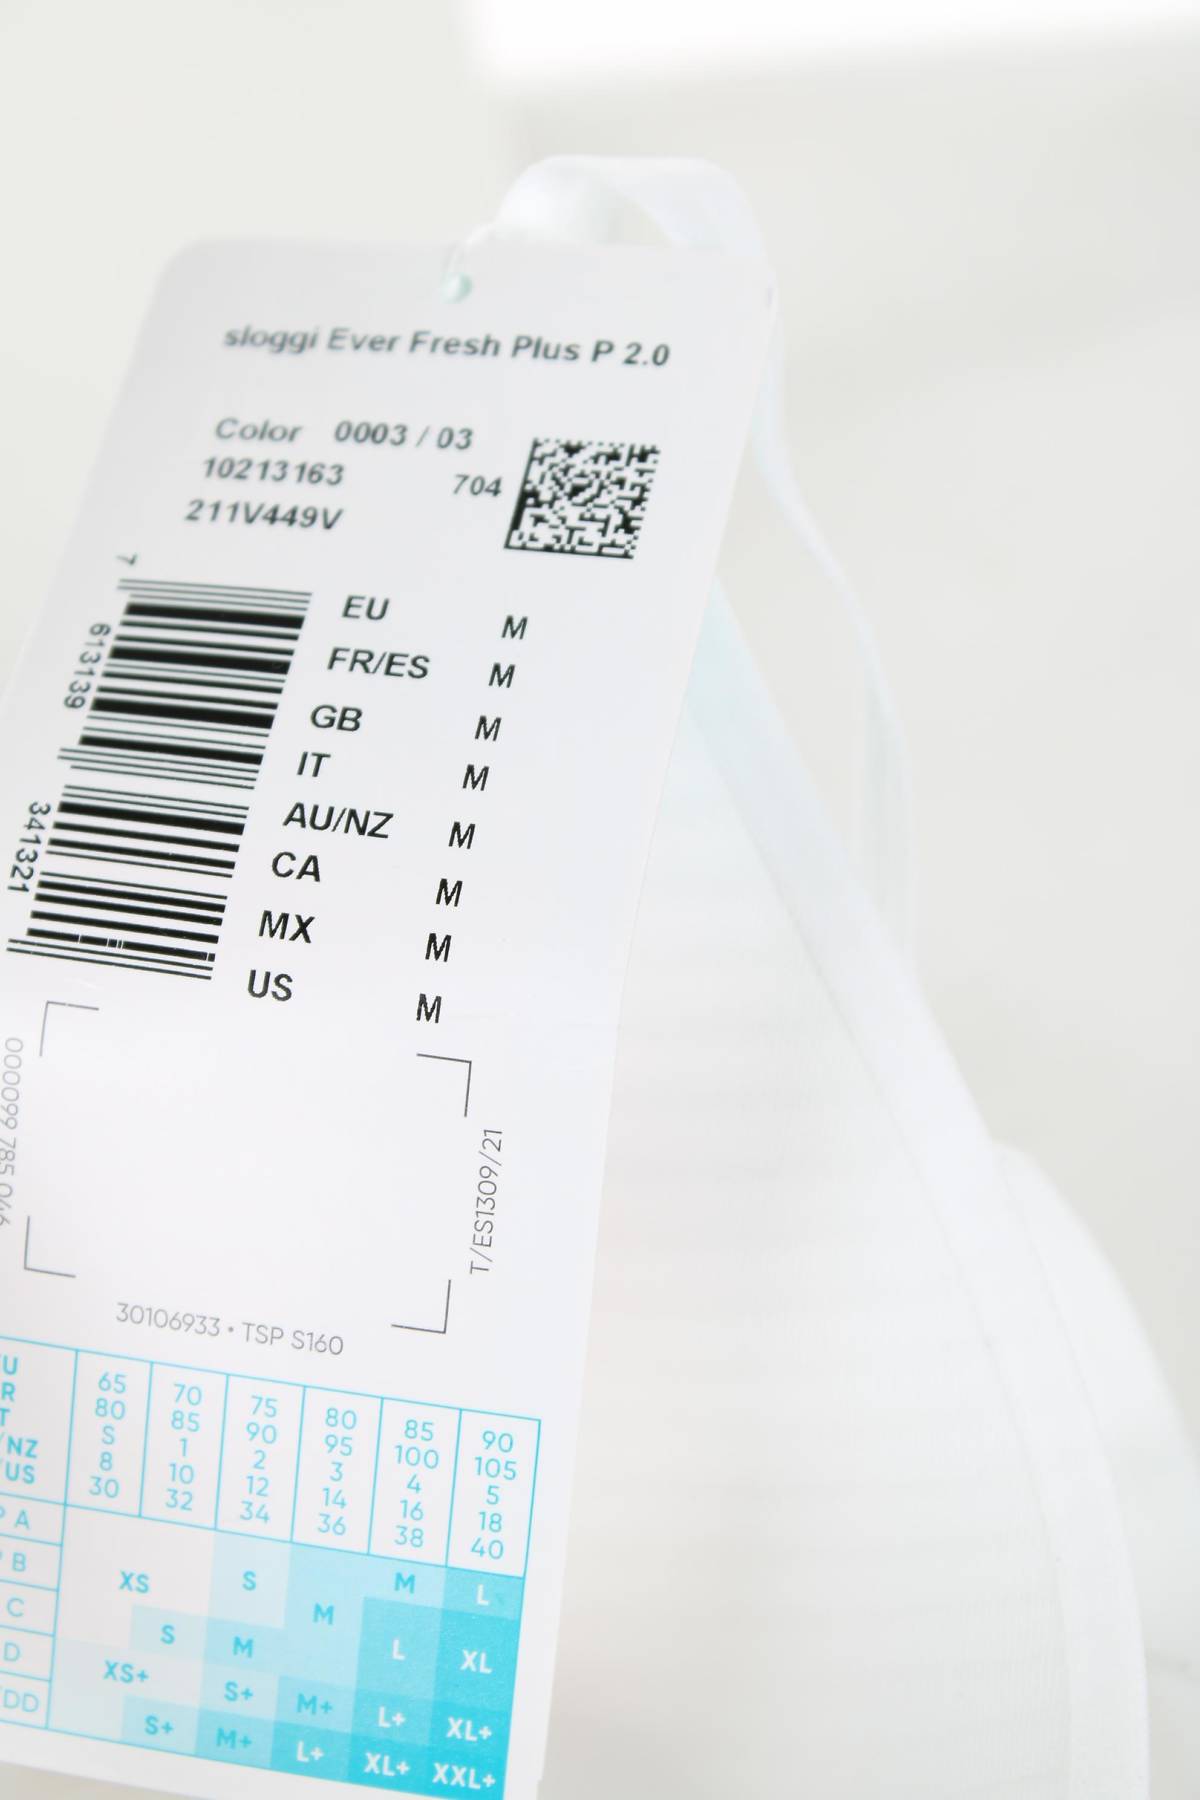 sloggi Ever Fresh Plus P 2.0
Color 0003 / 03
10213163 704
211V449V
7 613139 341321
EU M
FR/ES M
GB M
IT M
AU/NZ M
CA M
MX M
US M
T/ES1309/21
30106933 • TSP S160
65 70 75 80 85 90
80 85 90 95 100 105
S 1 2 3 4 5
/NZ 8 10 12 14 16 18
/US 30 32 34 36 38 40
A
B XS S M M L
C S M L XL
D XS+ S+ M+ L+ XL+
/DD S+ M+ L+ XL+ XXL+